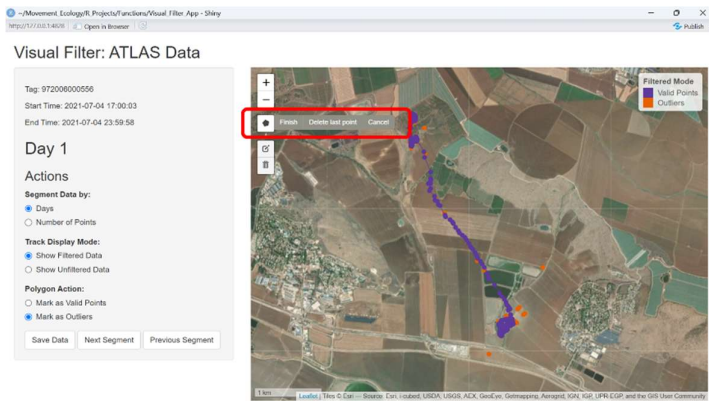 ~/Movement_Ecology/R_Projects/Functions/Visual_Filter_App - Shiny
http://127.0.0.1:4626 Open in Browser
Publish
Visual Filter: ATLAS Data
Tag: 972006000556
Start Time: 2021-07-04 17:00:03
End Time: 2021-07-04 23:59:58
Day 1
Actions
Segment Data by:
Days
Number of Points
Track Display Mode:
Show Filtered Data
Show Unfiltered Data
Polygon Action:
Mark as Valid Points
Mark as Outliers
Save Data Next Segment Previous Segment
+
−
Finish Delete last point Cancel
Filtered Mode
Valid Points
Outliers
1 km
Leaflet | Tiles © Esri — Source: Esri, i-cubed, USDA, USGS, AEX, GeoEye, Getmapping, Aerogrid, IGN, IGP, UPR-EGP, and the GIS User Community